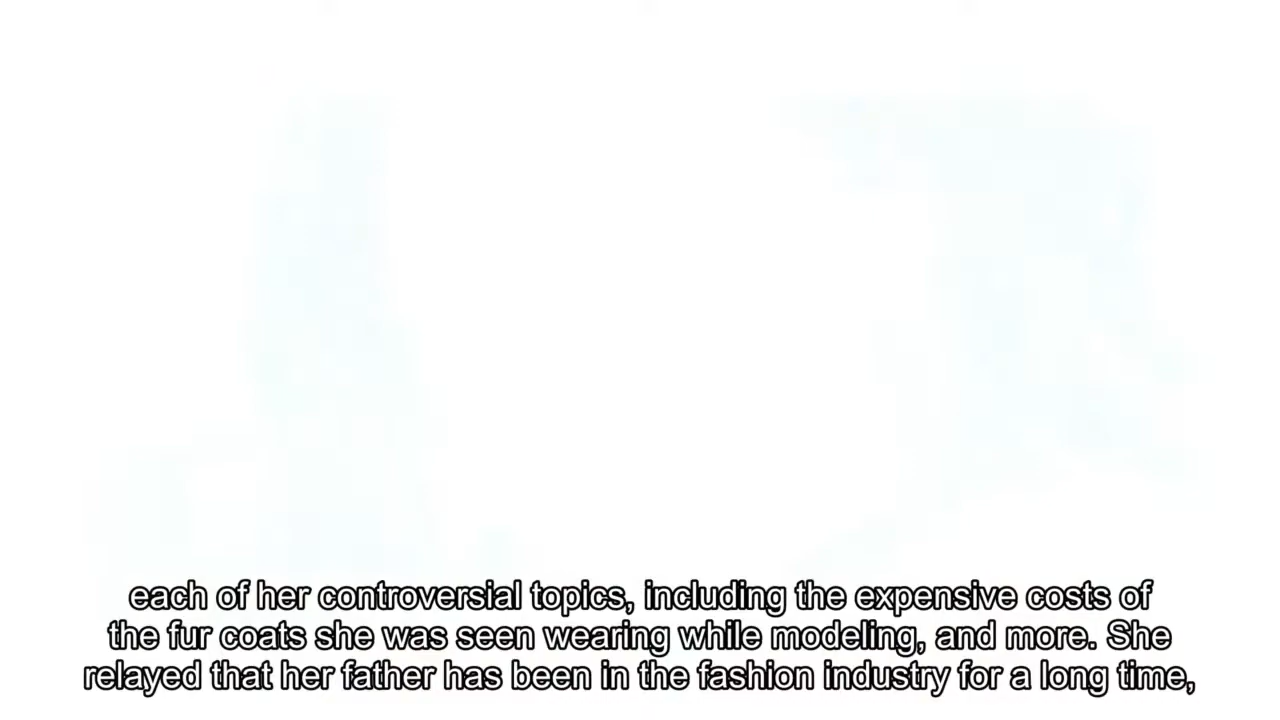 each of her controversial topics, including the expensive costs of
the fur coats she was seen wearing while modeling, and more. She
relayed that her father has been in the fashion industry for a long time,